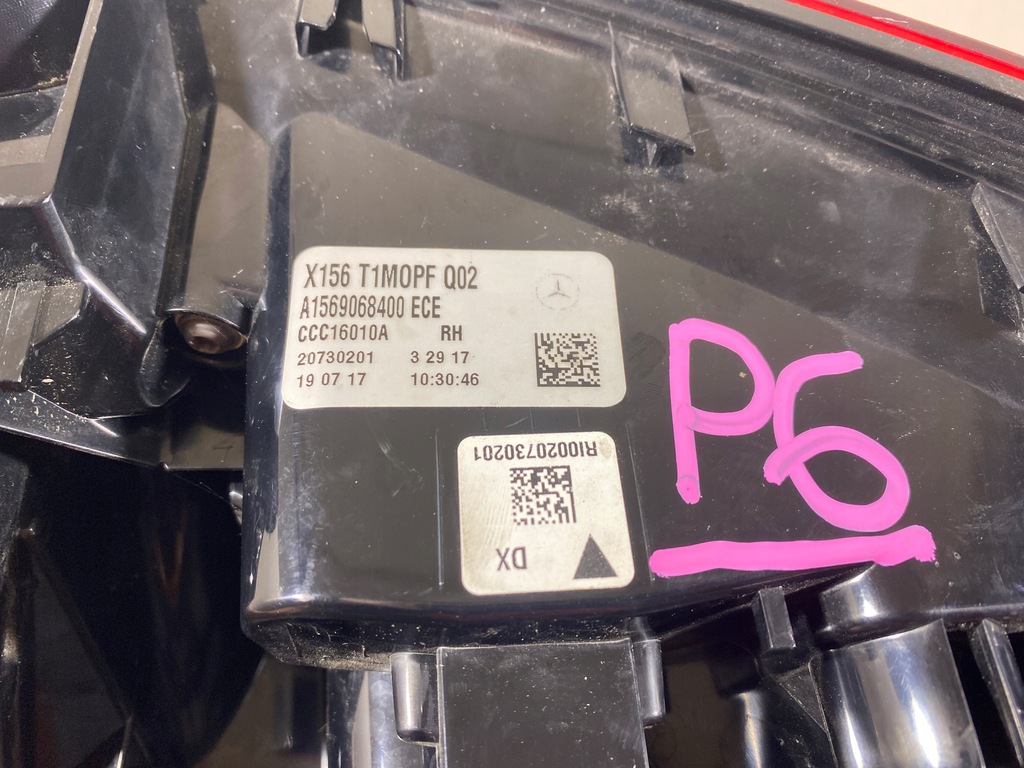 X156 T1MOPF Q02
A1569068400 ECE
CCC16010A RH
20730201 3 29 17
19 07 17 10:30:46
RI0020730201
DX
P6